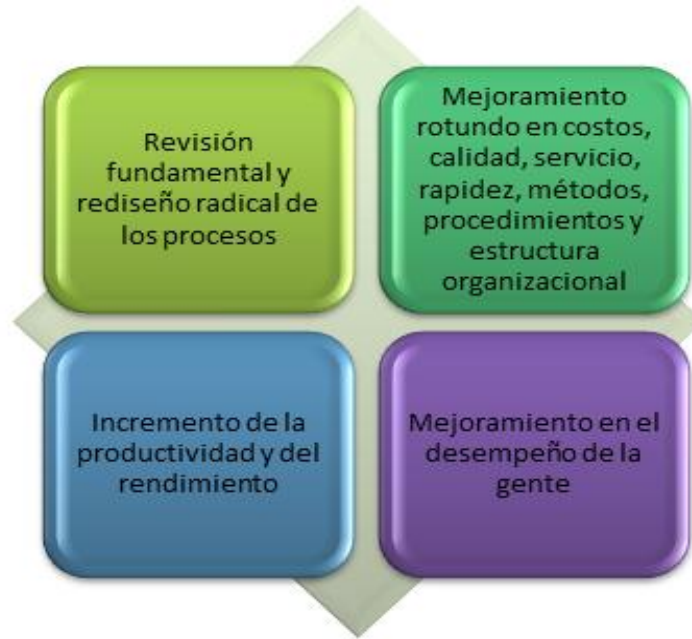 Revisión
fundamental y
rediseño radical de
los procesos
Mejoramiento
rotundo en costos,
calidad, servicio,
rapidez, métodos,
procedimientos y
estructura
organizacional
Incremento de la
productividad y del
rendimiento
Mejoramiento en el
desempeño de la
gente